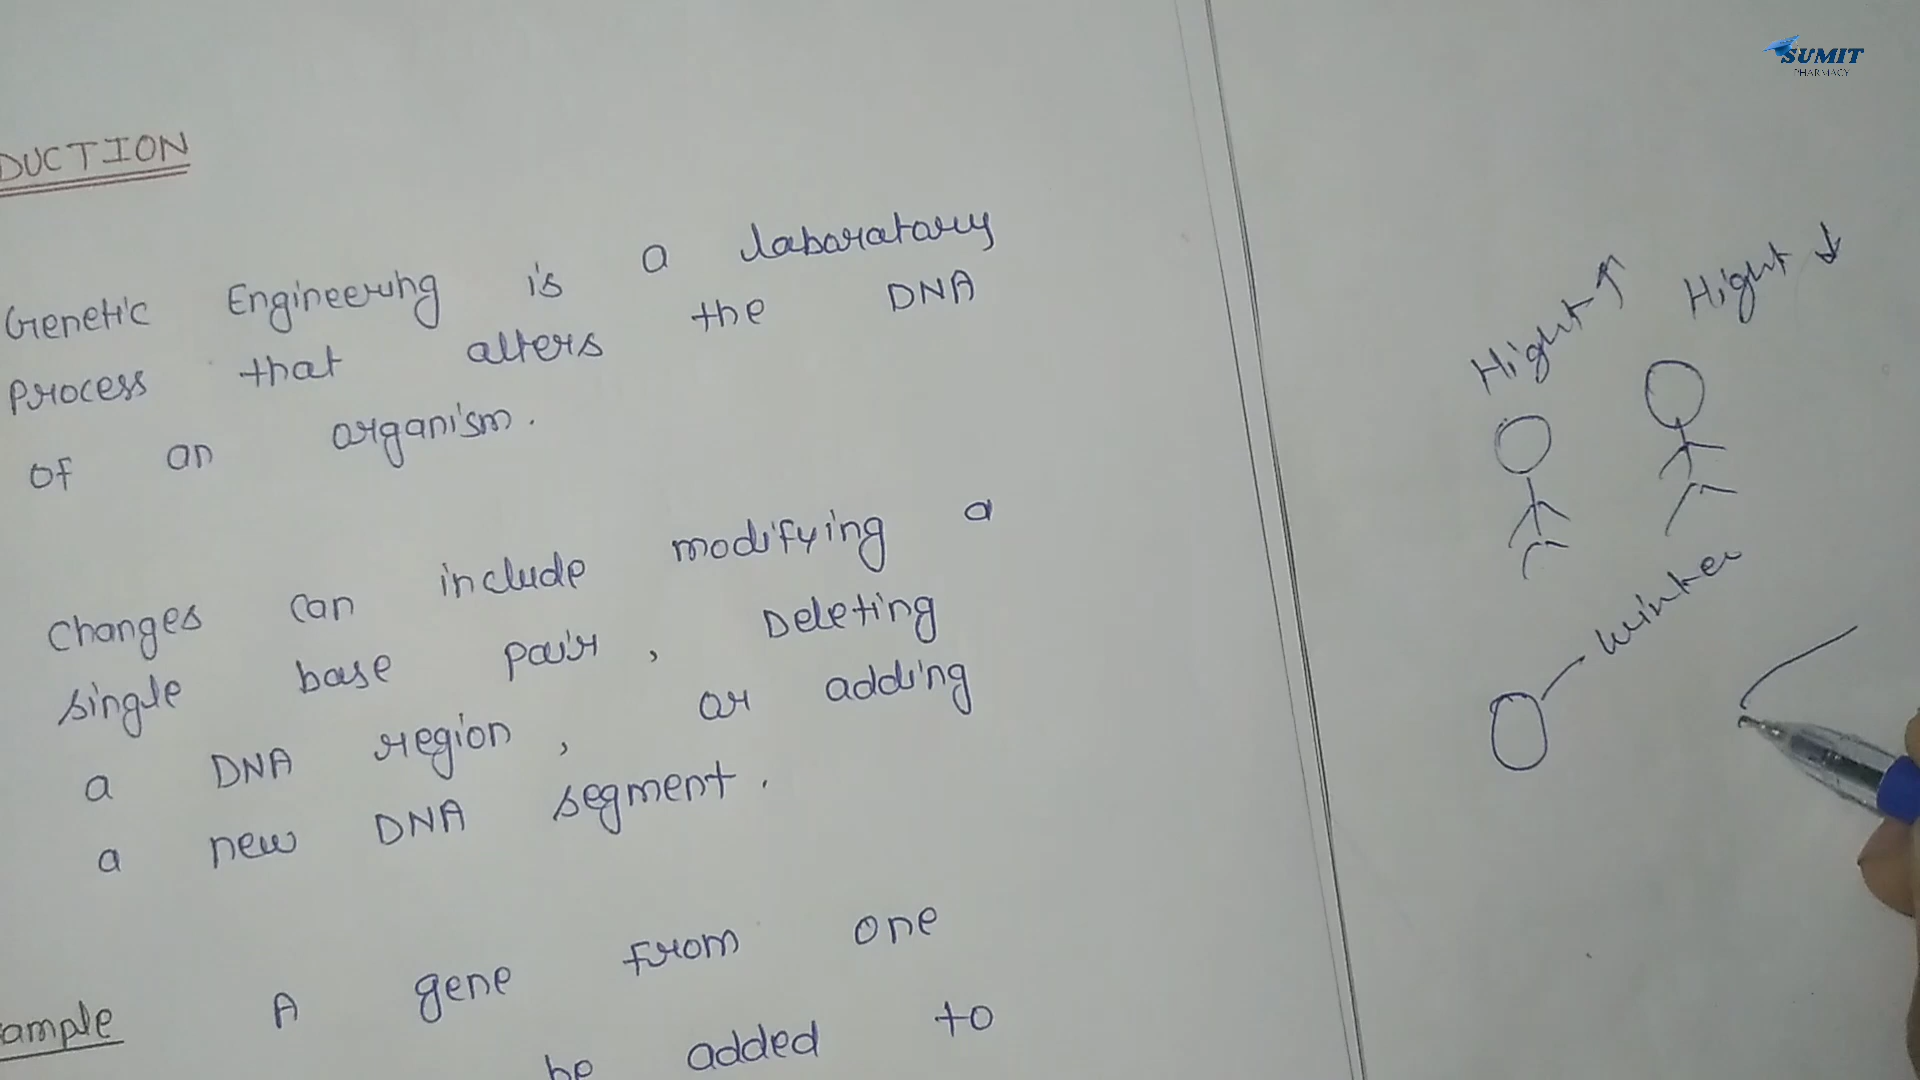 DUCTION
Genetic Engineering is a laboratory
Process that alters the DNA
of an organism.
Changes can include modifying a
single base pair, Deleting
a DNA region, or adding
a new DNA segment.
ample A gene from one
be added to
Hight ↑
Hight ↓
Winter
SUMIT
PHARMACY